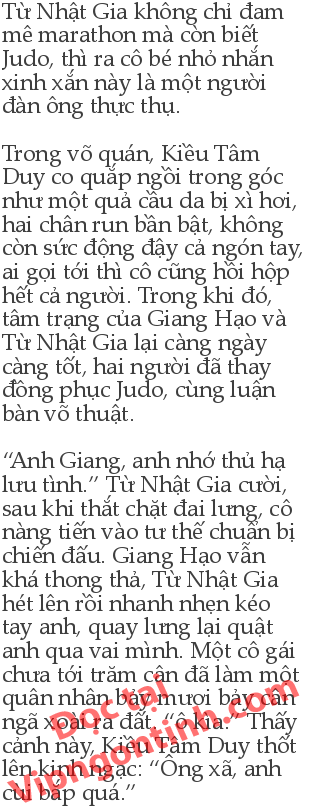 Từ Nhật Gia không chỉ đam
mê marathon mà còn biết
Judo, thì ra cô bé nhỏ nhắn
xinh xắn này là một người
đàn ông thực thụ.
Trong võ quán, Kiều Tâm
Duy co quắp ngồi trong góc
như một quả cầu da bị xì hơi,
hai chân run bần bật, không
còn sức động đậy cả ngón tay,
ai gọi tới thì cô cũng hồi hộp
hết cả người. Trong khi đó,
tâm trạng của Giang Hạo và
Từ Nhật Gia lại càng ngày
càng tốt, hai người đã thay
đồng phục Judo, cùng luận
bàn võ thuật.
“Anh Giang, anh nhớ thủ hạ
lưu tình.” Từ Nhật Gia cười,
sau khi thắt chặt đai lưng, cô
nàng tiến vào tư thế chuẩn bị
chiến đấu. Giang Hạo vẫn
khá thong thả, Từ Nhật Gia
hét lên rồi nhanh nhẹn kéo
tay anh, quay lưng lại quật
anh qua vai mình. Một cô gái
chưa tới trăm cân đã làm một
quân nhân bảy mươi bảy cân
ngã xoài ra đất. “ô kìa.” Thấy
cảnh này, Kiều Tâm Duy thốt
lên kinh ngạc: “Ông xã, anh
củi bắp quá.”
Đọc tại
Vipngontinh.com